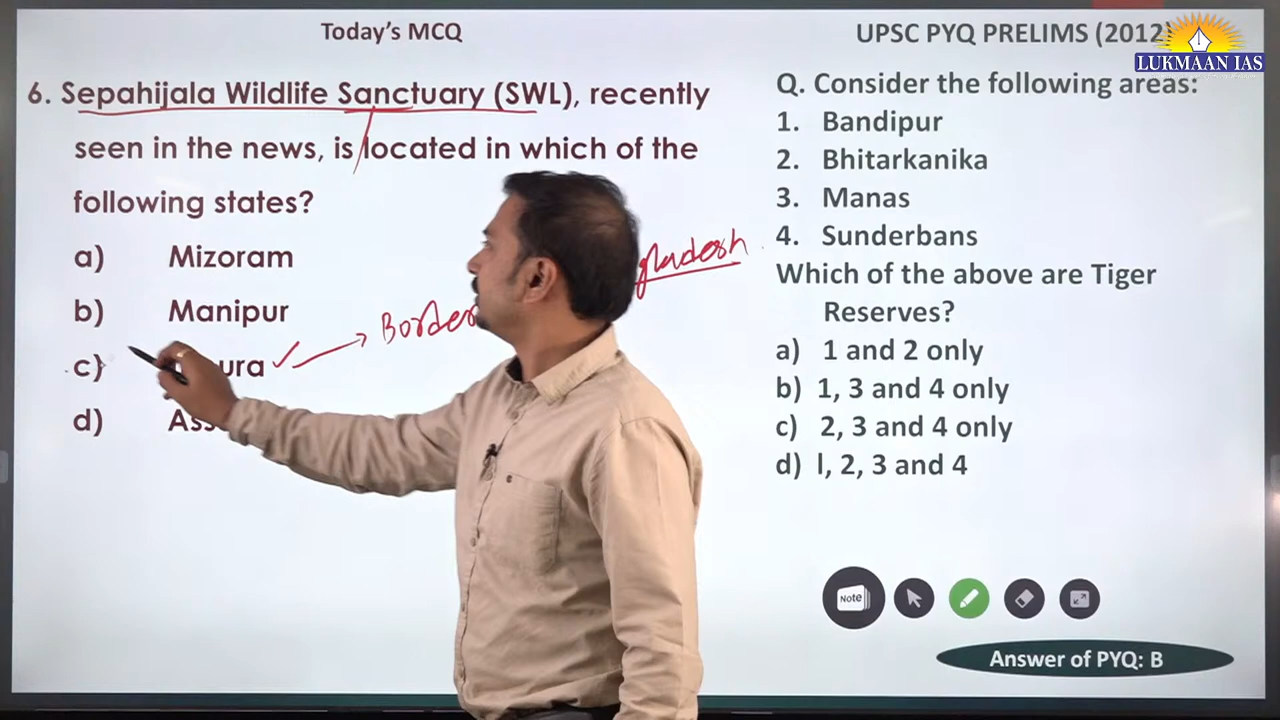 Today's MCQ
6. Sepahijala Wildlife Sanctuary (SWL), recently
seen in the news, is located in which of the
following states?
a) Mizoram
b) Manipur
c) ura
d) Ass
Border
gladesh
UPSC PYQ PRELIMS (2012)
LUKMAAN IAS
Q. Consider the following areas:
1. Bandipur
2. Bhitarkanika
3. Manas
4. Sunderbans
Which of the above are Tiger
Reserves?
a) 1 and 2 only
b) 1, 3 and 4 only
c) 2, 3 and 4 only
d) l, 2, 3 and 4
Note
Answer of PYQ: B